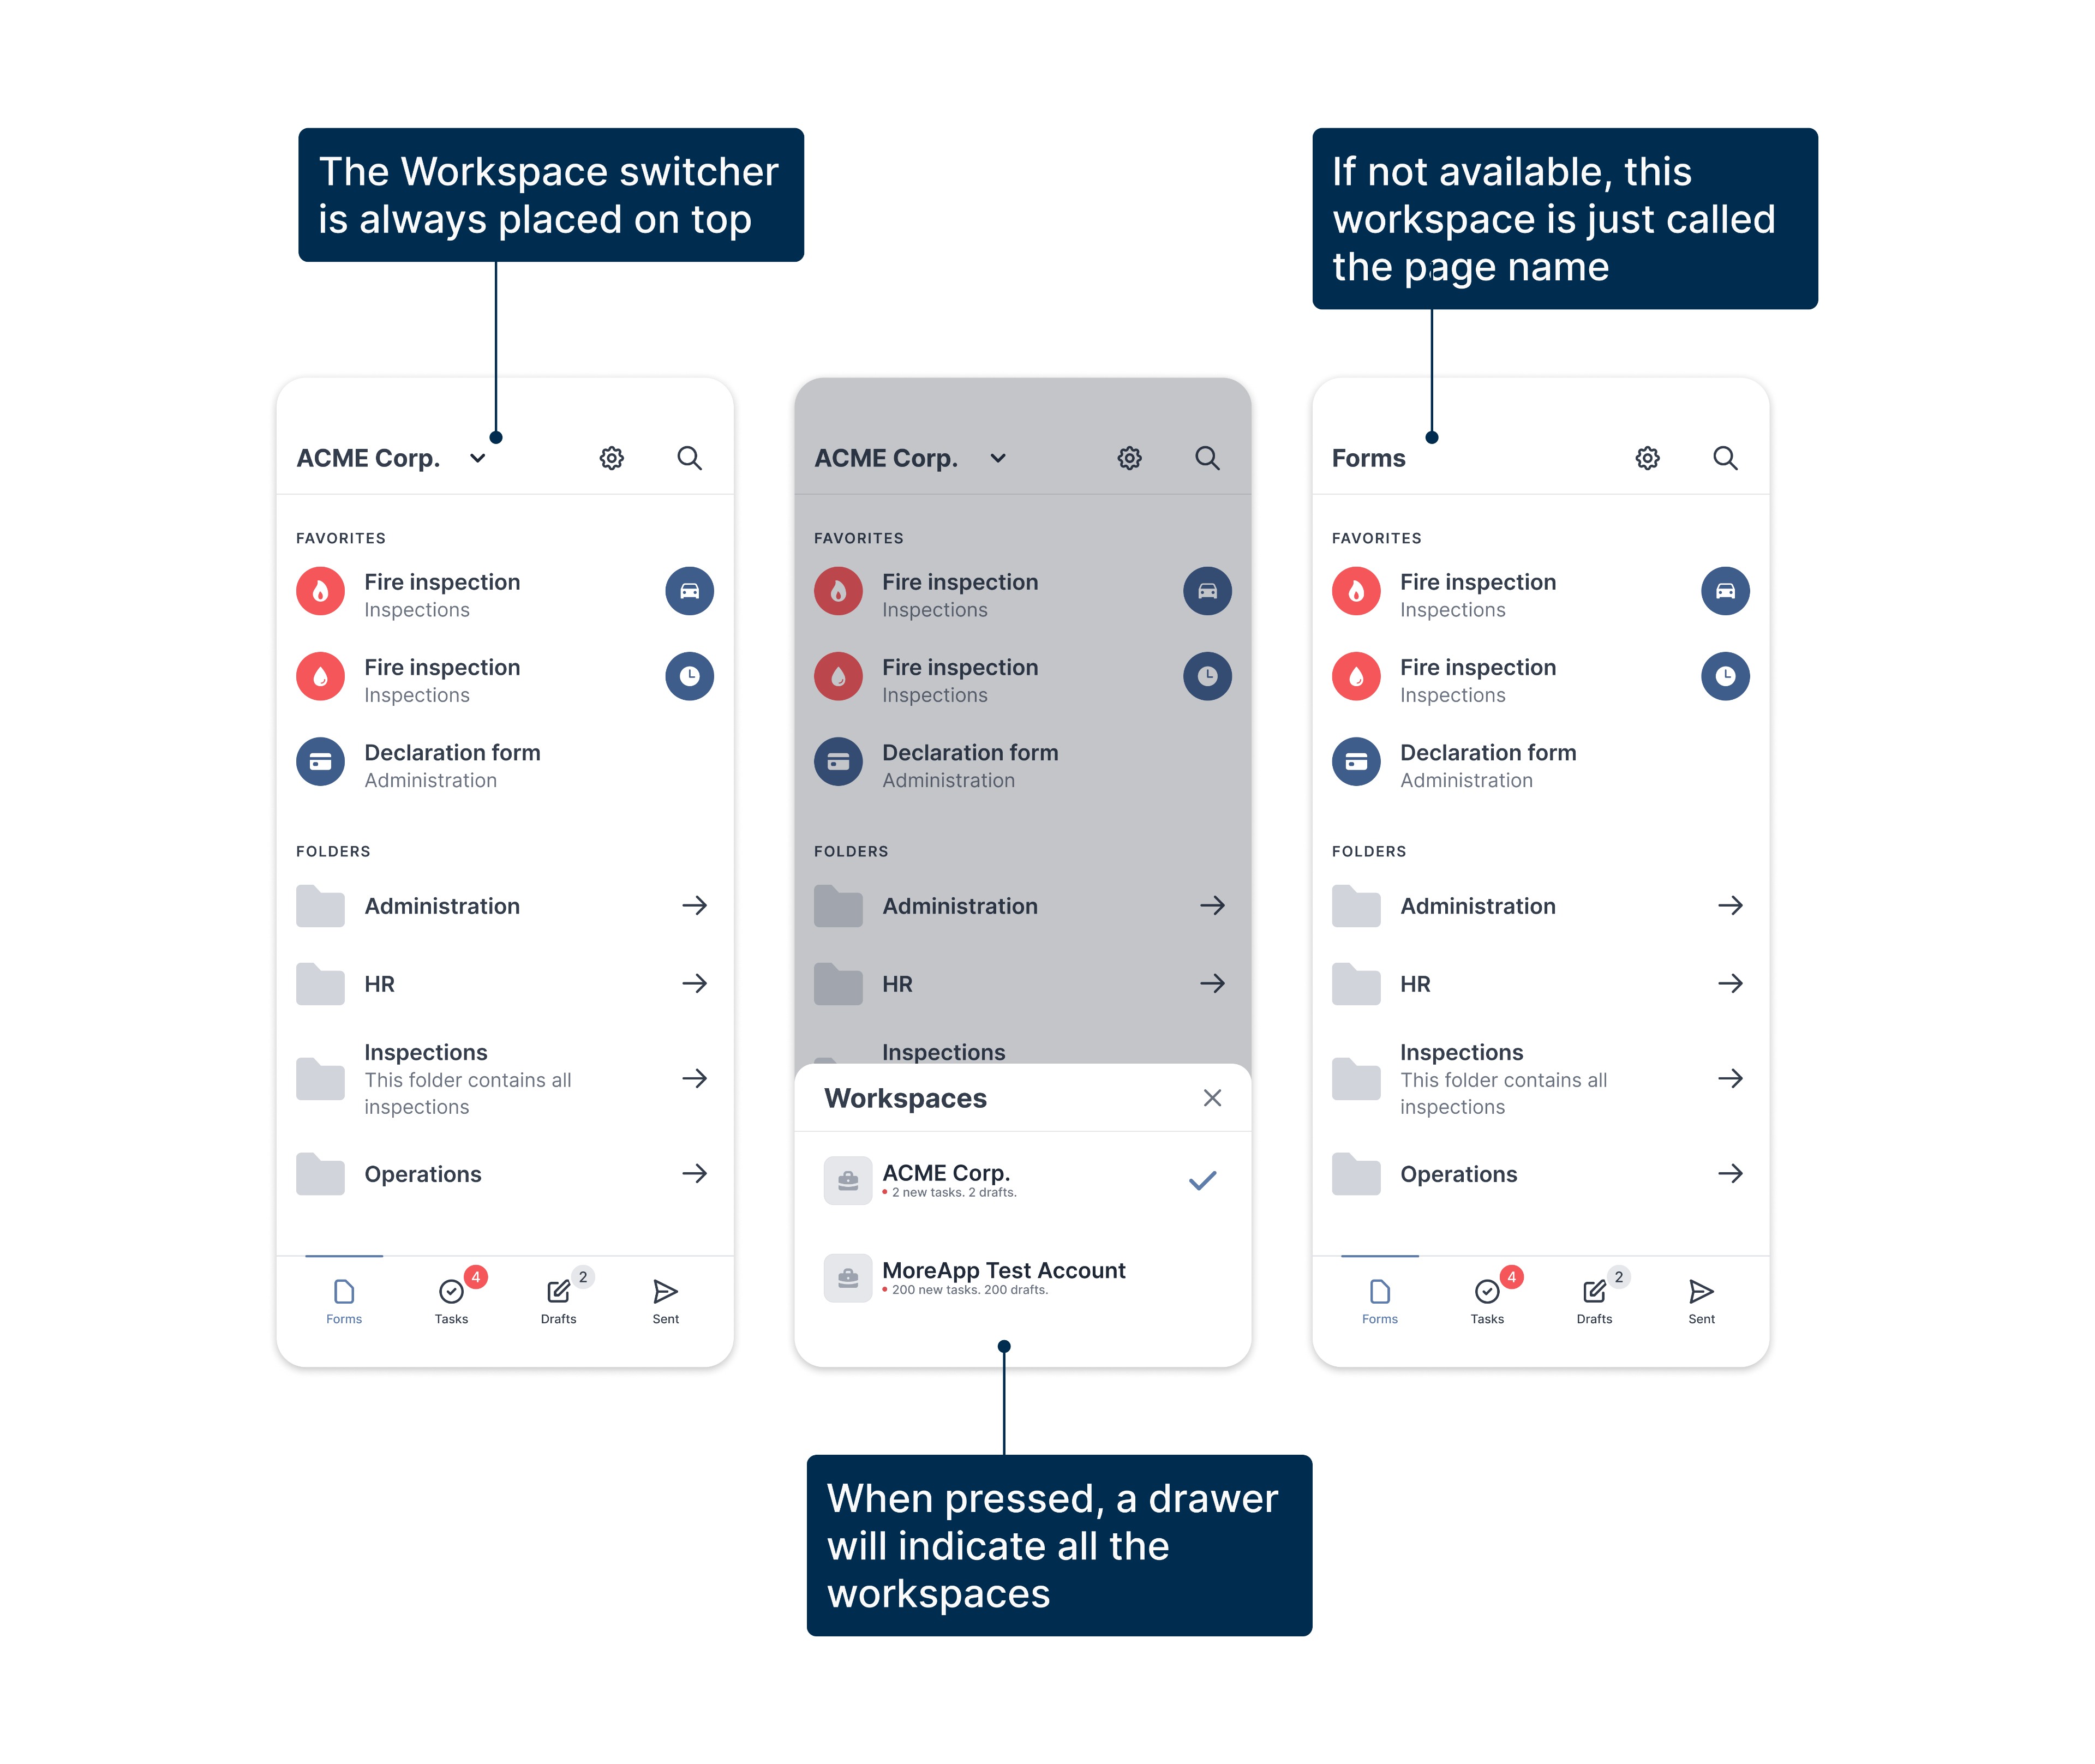 The Workspace switcher
is always placed on top
If not available, this
workspace is just called
the page name
ACME Corp.
FAVORITES
Fire inspection
Inspections
Fire inspection
Inspections
Declaration form
Administration
FOLDERS
Administration
HR
Inspections
This folder contains all
inspections
Operations
4
2
Forms
Tasks
Drafts
Sent
ACME Corp.
FAVORITES
Fire inspection
Inspections
Fire inspection
Inspections
Declaration form
Administration
FOLDERS
Administration
HR
Inspections
Workspaces
ACME Corp.
2 new tasks. 2 drafts.
MoreApp Test Account
200 new tasks. 200 drafts.
Forms
FAVORITES
Fire inspection
Inspections
Fire inspection
Inspections
Declaration form
Administration
FOLDERS
Administration
HR
Inspections
This folder contains all
inspections
Operations
4
2
Forms
Tasks
Drafts
Sent
When pressed, a drawer
will indicate all the
workspaces